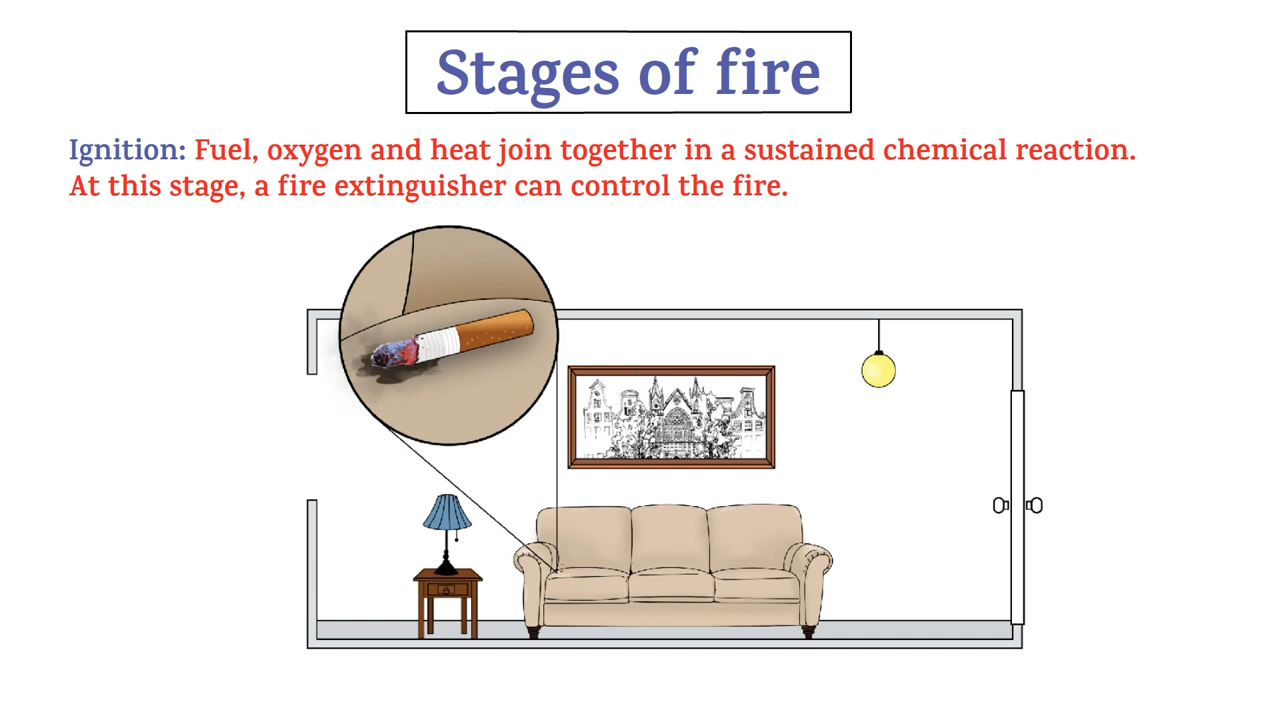 Stages of fire
Ignition: Fuel, oxygen and heat join together in a sustained chemical reaction.
At this stage, a fire extinguisher can control the fire.